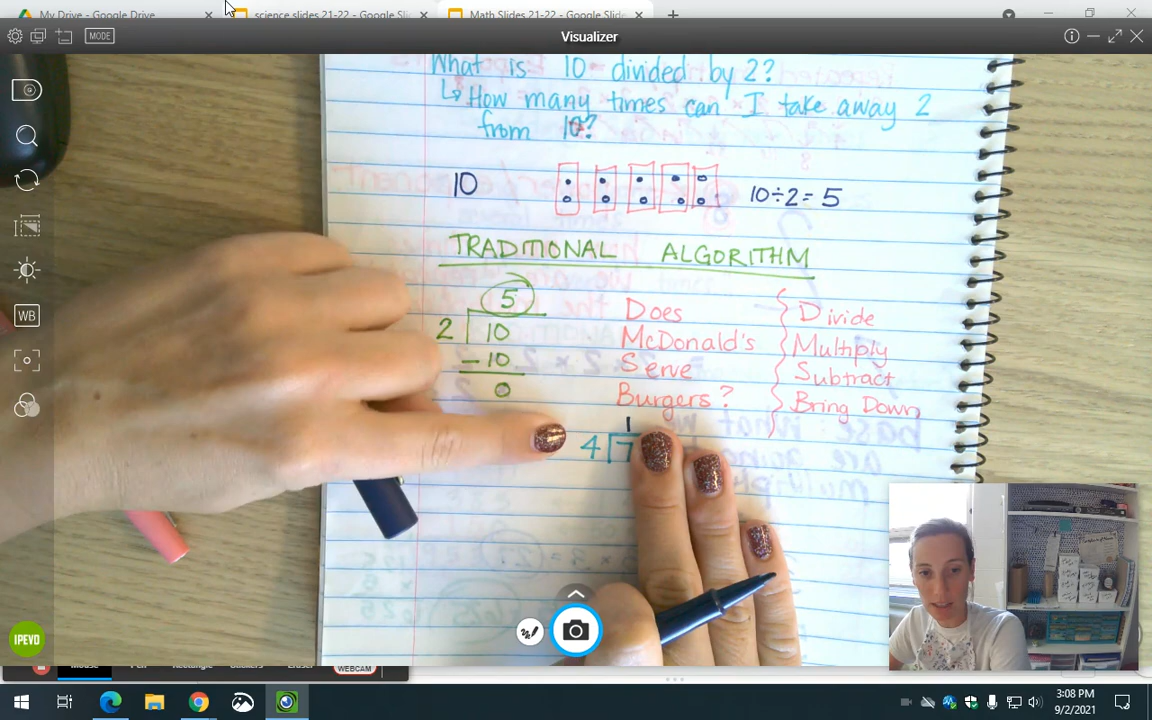 My Drive - Google Drive
science slides 21-22 - Google Sli
Math Slides 21-22 - Google Slid
MODE
Visualizer
What is 10 divided by 2?
How many times can I take away 2
from 10?
10
10÷2=5
TRADITIONAL ALGORITHM
5
2 10
-10
0
Does
McDonald's
Serve
Burgers?
Divide
Multiply
Subtract
Bring Down
1
4 7
WB
IPEVO
WEBCAM
3:08 PM
9/2/2021